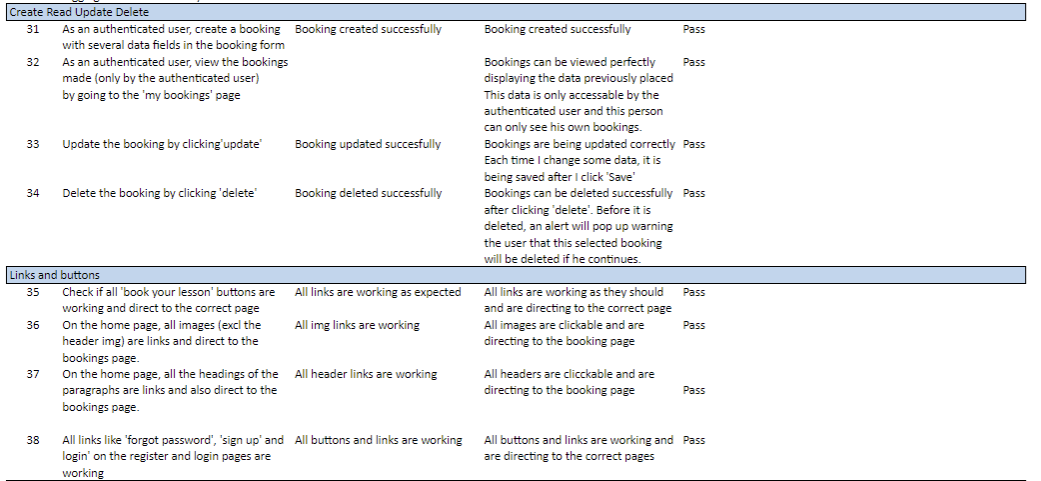 Create Read Update Delete
31 As an authenticated user, create a booking Booking created successfully Booking created successfully Pass
with several data fields in the booking form
32 As an authenticated user, view the bookings Bookings can be viewed perfectly Pass
made (only by the authenticated user) displaying the data previously placed
by going to the 'my bookings' page This data is only accessable by the
authenticated user and this person
can only see his own bookings.
33 Update the booking by clicking'update' Booking updated succesfully Bookings are being updated correctly Pass
Each time I change some data, it is
being saved after I click 'Save'
34 Delete the booking by clicking 'delete' Booking deleted successfully Bookings can be deleted successfully Pass
after clicking 'delete'. Before it is
deleted, an alert will pop up warning
the user that this selected booking
will be deleted if he continues.
Links and buttons
35 Check if all 'book your lesson' buttons are All links are working as expected All links are working as they should Pass
working and direct to the correct page and are directing to the correct page
36 On the home page, all images (excl the All img links are working All images are clickable and are Pass
header img) are links and direct to the directing to the booking page
bookings page.
37 On the home page, all the headings of the All header links are working All headers are clicckable and are
paragraphs are links and also direct to the directing to the booking page Pass
bookings page.
38 All links like 'forgot password', 'sign up' and All buttons and links are working All buttons and links are working and Pass
login' on the register and login pages are are directing to the correct pages
working